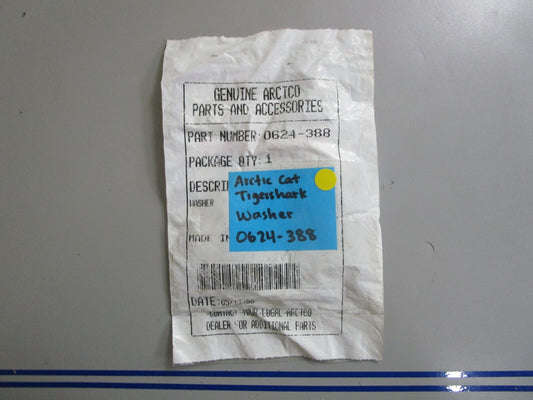 GENUINE ARCTCO
PARTS AND ACCESSORIES
PART NUMBER:0624-388
PACKAGE QTY:1
DESCRI
WASHER
Arctic Cat
Tigershark
Washer
0624-388
MADE IN
DATE:
CONTACT YOUR LOCAL ARCTCO
DEALER FOR ADDITIONAL PARTS